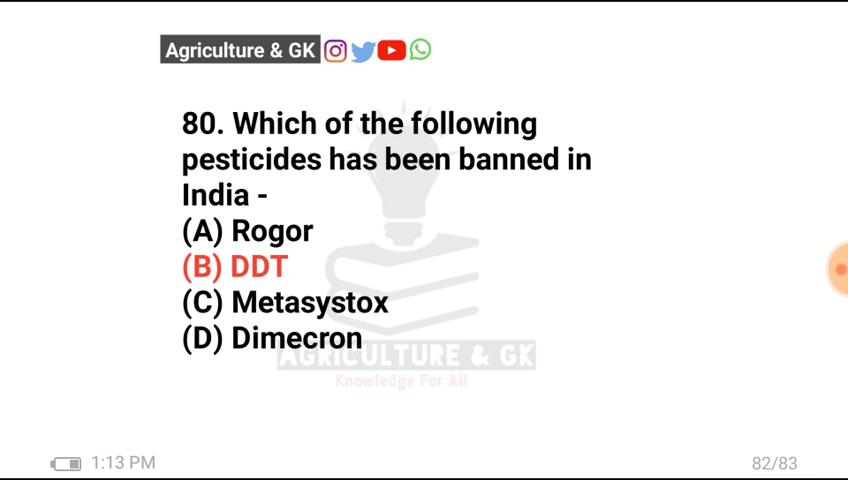 Agriculture & GK
80. Which of the following
pesticides has been banned in
India -
(A) Rogor
(B) DDT
(C) Metasystox
(D) Dimecron
AGRICULTURE & GK
Knowledge For All
1:13 PM
82/83